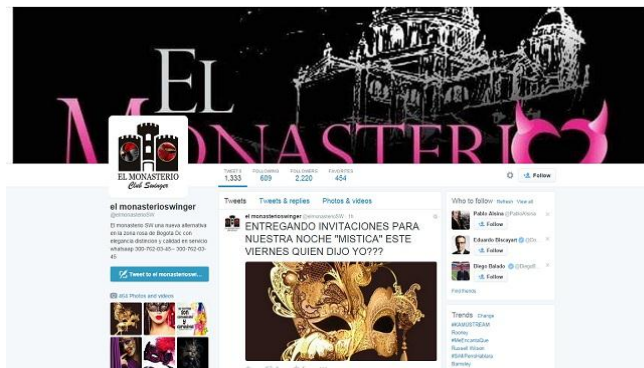 EL
MONASTERIO
EL MONASTERIO
Club Swinger
TWEETS
1,333
FOLLOWING
609
FOLLOWERS
2,220
FAVORITES
454
Follow
el monasterioswinger
@elmonasterioSW
El monasterio SW una nueva alternativa
en la zona rosa de Bogota Dc con
elegancia distincion y calidad en servicio
whatsapp 300-762-03-45-- 300-762-03-
45
Tweet to el monasterioswi...
464 Photos and videos
Tweets
Tweets & replies
Photos & videos
el monasterioswinger @elmonasterioSW · 1h
ENTREGANDO INVITACIONES PARA
NUESTRA NOCHE "MISTICA" ESTE
VIERNES QUIEN DIJO YO???
Who to follow
Refresh
View all
Pablo Alsina
Follow
Eduardo Biscayart
Follow
Diego Balado
Follow
Find friends
Trends
Change
Rooney
#MeEncantaQue
Russell Wilson
Barnsley